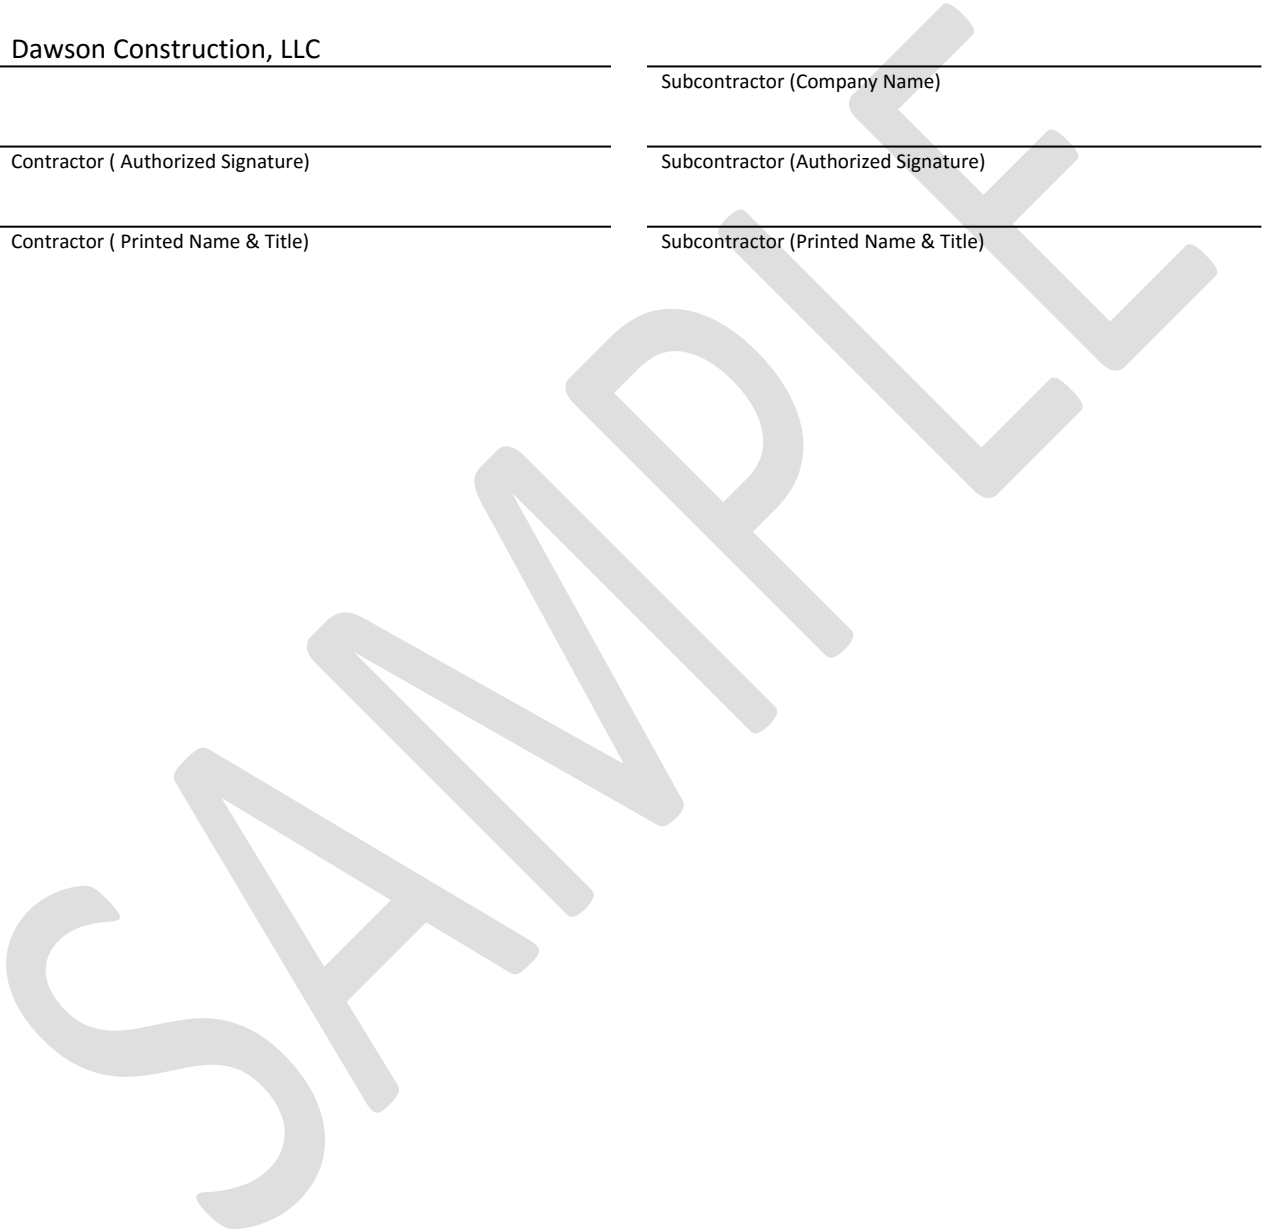 Dawson Construction, LLC
Subcontractor (Company Name)
Contractor ( Authorized Signature)
Subcontractor (Authorized Signature)
Contractor ( Printed Name & Title)
Subcontractor (Printed Name & Title)
SAMPLE